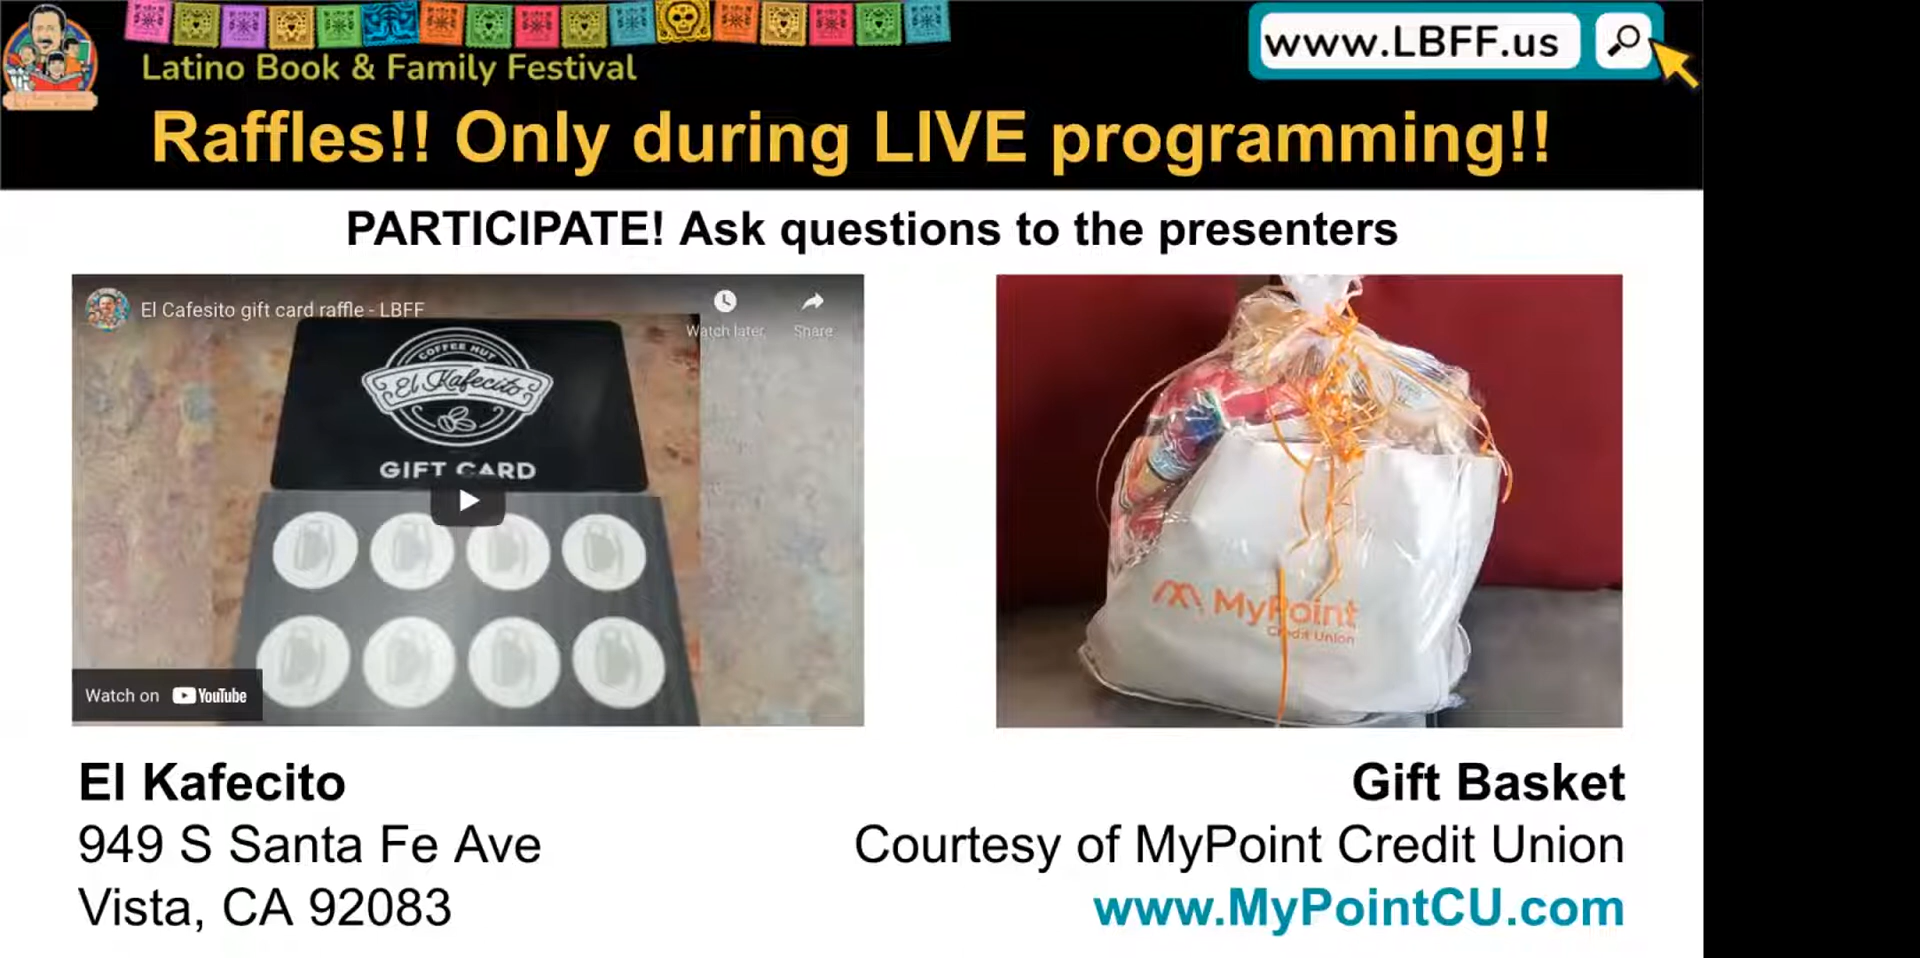 Latino Book & Family Festival
www.LBFF.us
Raffles!! Only during LIVE programming!!
PARTICIPATE! Ask questions to the presenters
El Cafesito gift card raffle - LBFF
Watch later
Share
COFFEE HUT
El Kafecito
GIFT CARD
Watch on YouTube
MyPoint
Credit Union
El Kafecito
949 S Santa Fe Ave
Vista, CA 92083
Gift Basket
Courtesy of MyPoint Credit Union
www.MyPointCU.com